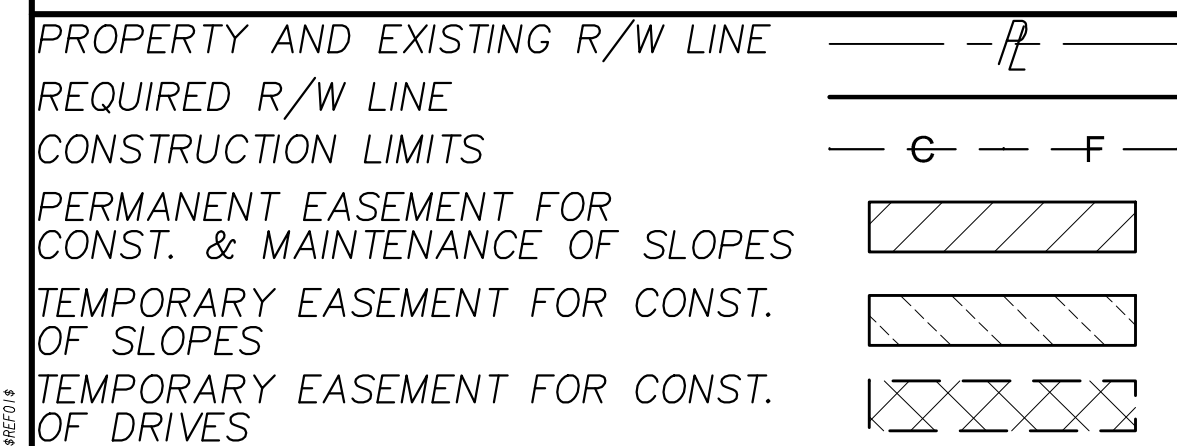 PROPERTY AND EXISTING R/W LINE PL
REQUIRED R/W LINE
CONSTRUCTION LIMITS C F
PERMANENT EASEMENT FOR
CONST. & MAINTENANCE OF SLOPES
TEMPORARY EASEMENT FOR CONST.
OF SLOPES
TEMPORARY EASEMENT FOR CONST.
OF DRIVES
$REF01$